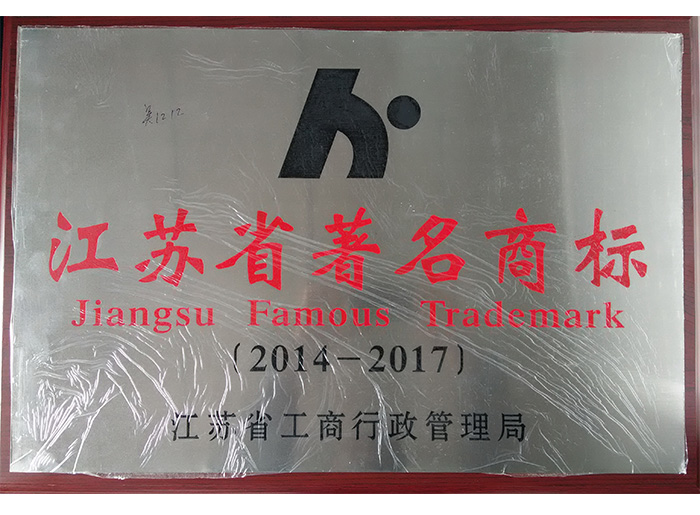 江苏省著名商标
Jiangsu Famous Trademark
(2014-2017)
江苏省工商行政管理局